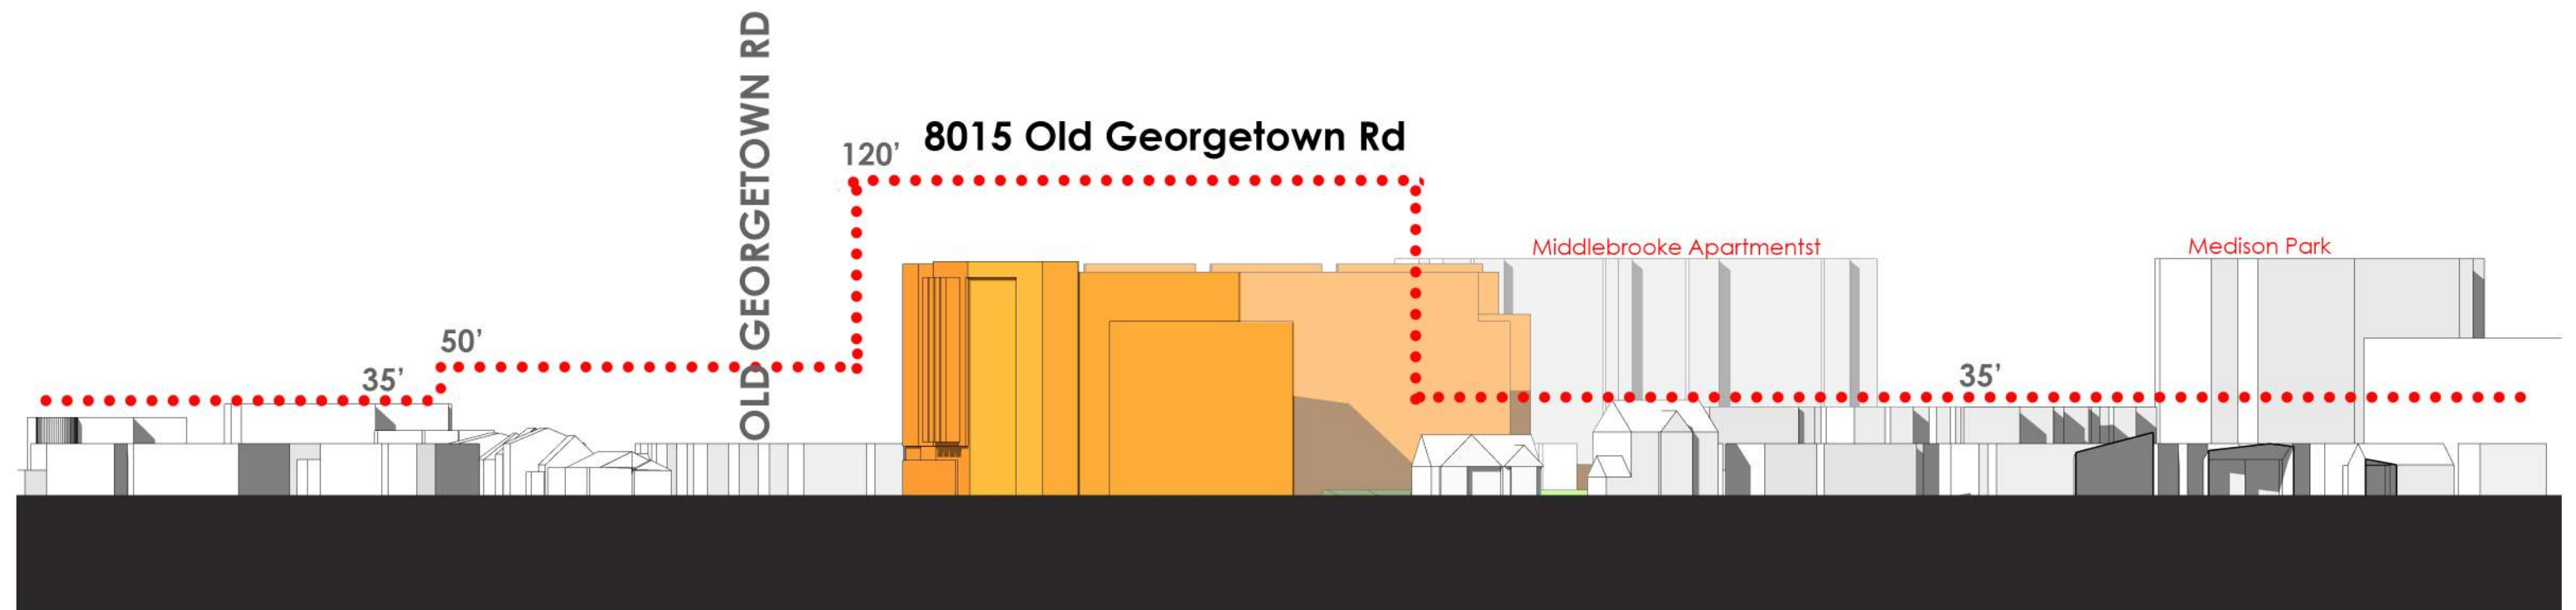 OLD GEORGETOWN RD
8015 Old Georgetown Rd
120’
Middlebrooke Apartmentst
Medison Park
50’
35’
35’